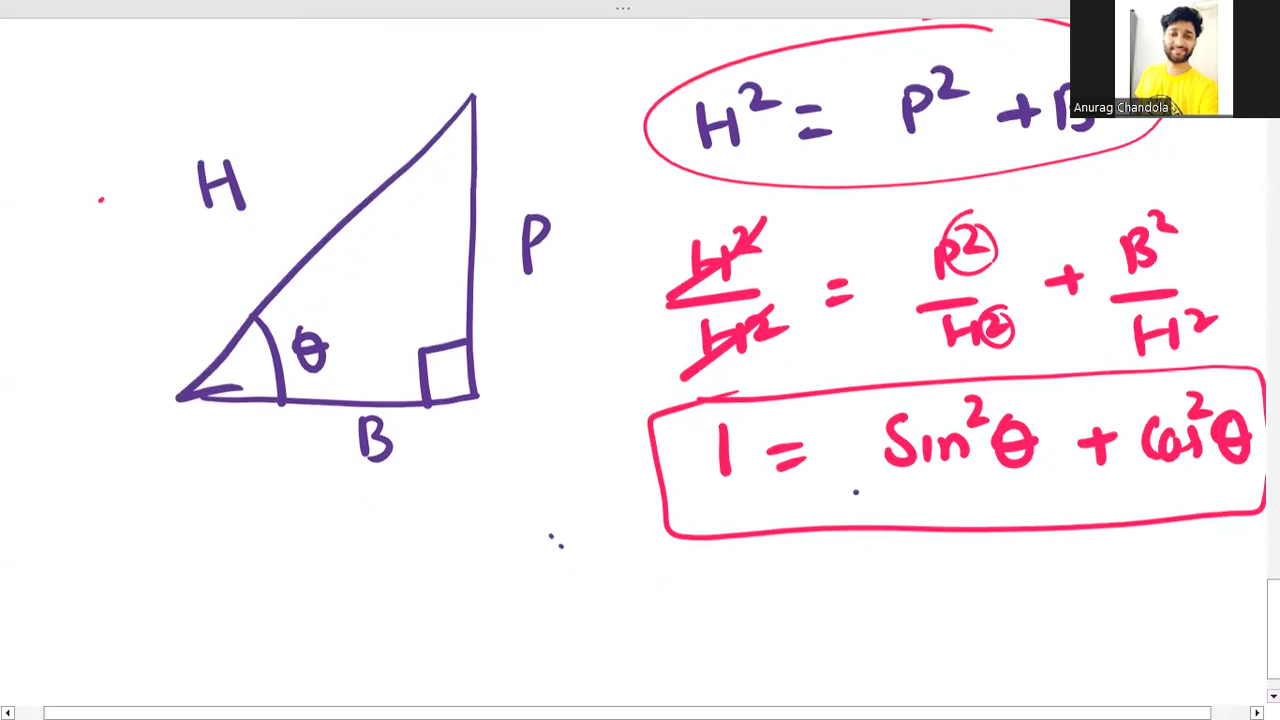 H² = P² + B
Anurag Chandola
H
P
H²/H² = P²/H² + B²/H²
θ
B
1 = Sin²θ + Cos²θ